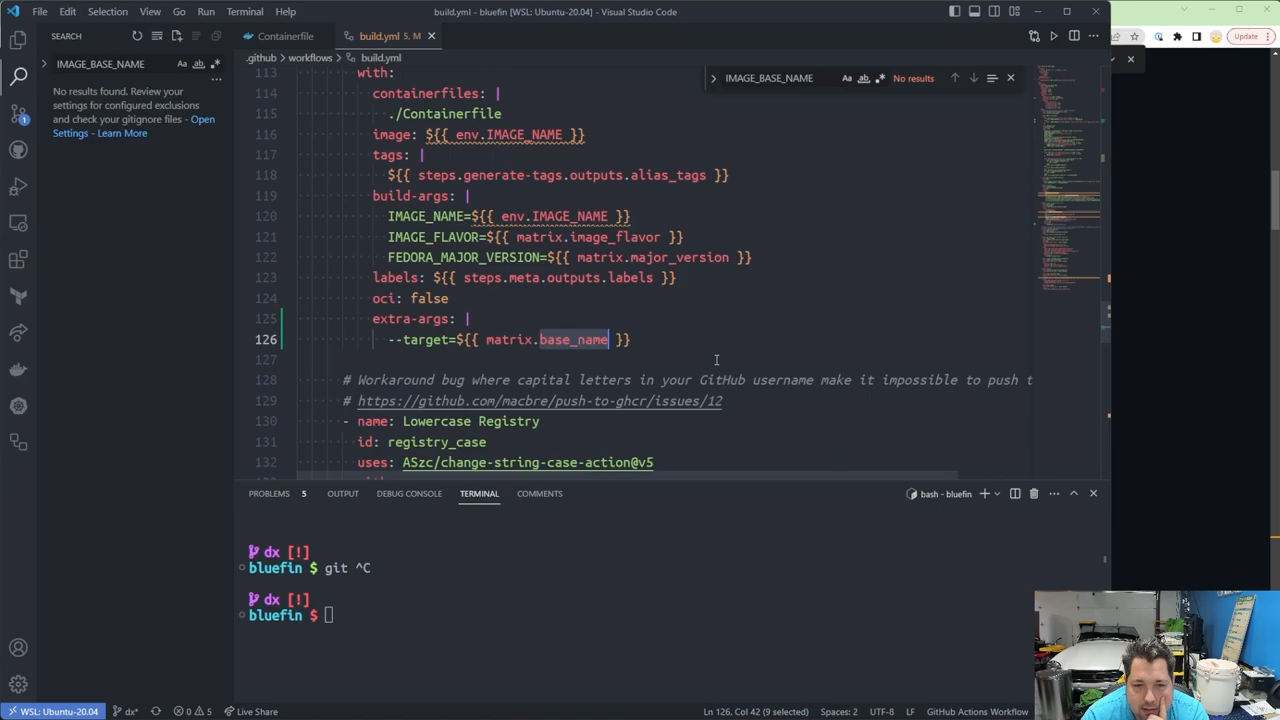 File Edit Selection View Go Run Terminal Help
build.yml - bluefin [WSL: Ubuntu-20.04] - Visual Studio Code
Update
SEARCH
IMAGE_BASE_NAME
Aa ab
No results found. Review your
settings for configured exclusions
and check your gitignore files - Open
Settings - Learn More
Containerfile
build.yml 5, M
.github > workflows > build.yml
IMAGE_BASE_NAME Aa ab No results
113 with:
114 containerfiles: |
115 ./Containerfile
116 image: ${{ env.IMAGE_NAME }}
117 tags: |
118 ${{ steps.generate-tags.outputs.alias_tags }}
119 build-args: |
120 IMAGE_NAME=${{ env.IMAGE_NAME }}
121 IMAGE_FLAVOR=${{ matrix.image_flavor }}
122 FEDORA_MAJOR_VERSION=${{ matrix.major_version }}
123 labels: ${{ steps.meta.outputs.labels }}
124 oci: false
125 extra-args: |
126 --target=${{ matrix.base_name }}
127
128 # Workaround bug where capital letters in your GitHub username make it impossible to push t
129 # https://github.com/macbre/push-to-ghcr/issues/12
130 - name: Lowercase Registry
131 id: registry_case
132 uses: ASzc/change-string-case-action@v5
PROBLEMS 5 OUTPUT DEBUG CONSOLE TERMINAL COMMENTS
bash - bluefin
dx [!]
bluefin $ git ^C
dx [!]
bluefin $
1
WSL: Ubuntu-20.04 dx* 0 5 Live Share
Ln 126, Col 42 (9 selected) Spaces: 2 UTF-8 LF GitHub Actions Workflow